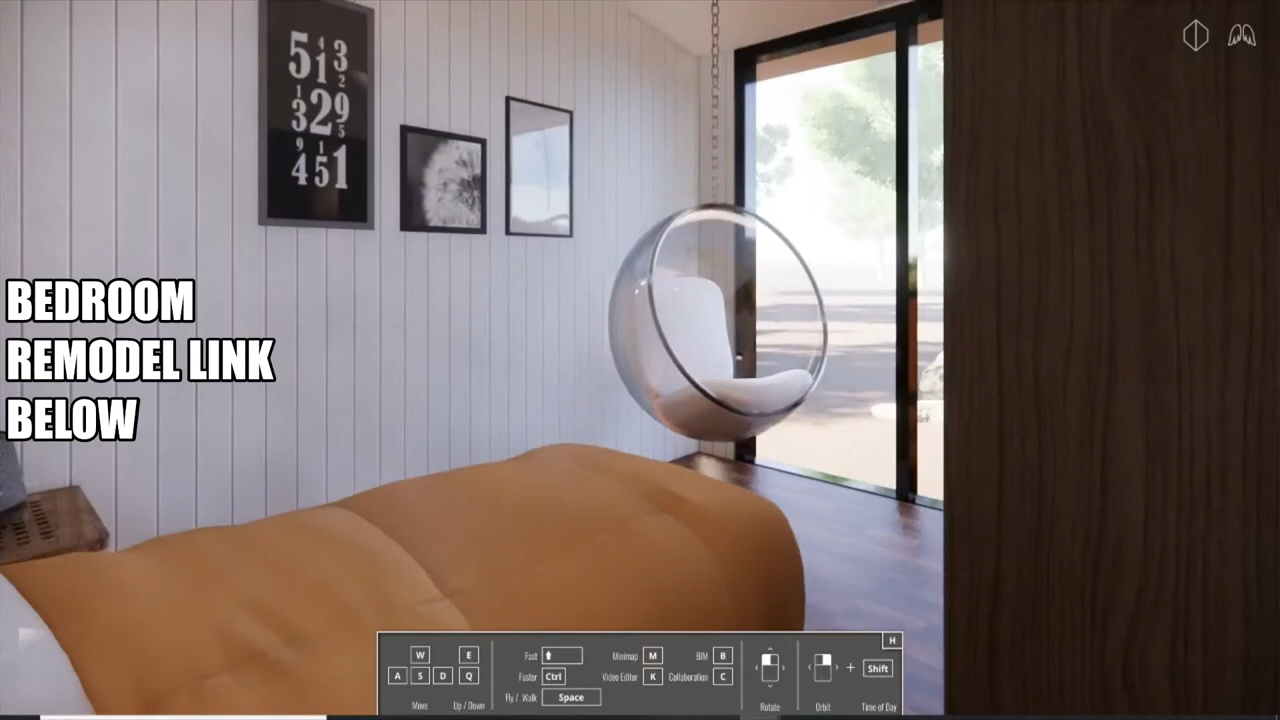 5 4 1 3 2
1 3 2 9 5
9 4 1 5 1
BEDROOM
REMODEL LINK
BELOW
H
W E Fast Minimap M BIM B
A S D Q Faster Ctrl Video Editor K Collaboration C + Shift
Fly / Walk Space
Move Up / Down Rotate Orbit Time of Day